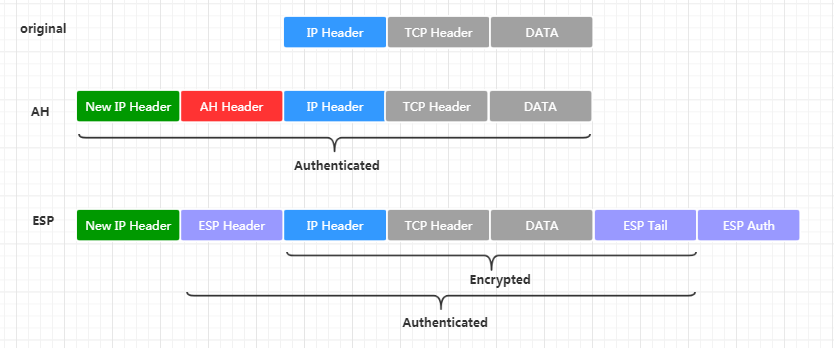 original
IP Header TCP Header DATA
AH
New IP Header AH Header IP Header TCP Header DATA
Authenticated
ESP
New IP Header ESP Header IP Header TCP Header DATA ESP Tail ESP Auth
Encrypted
Authenticated